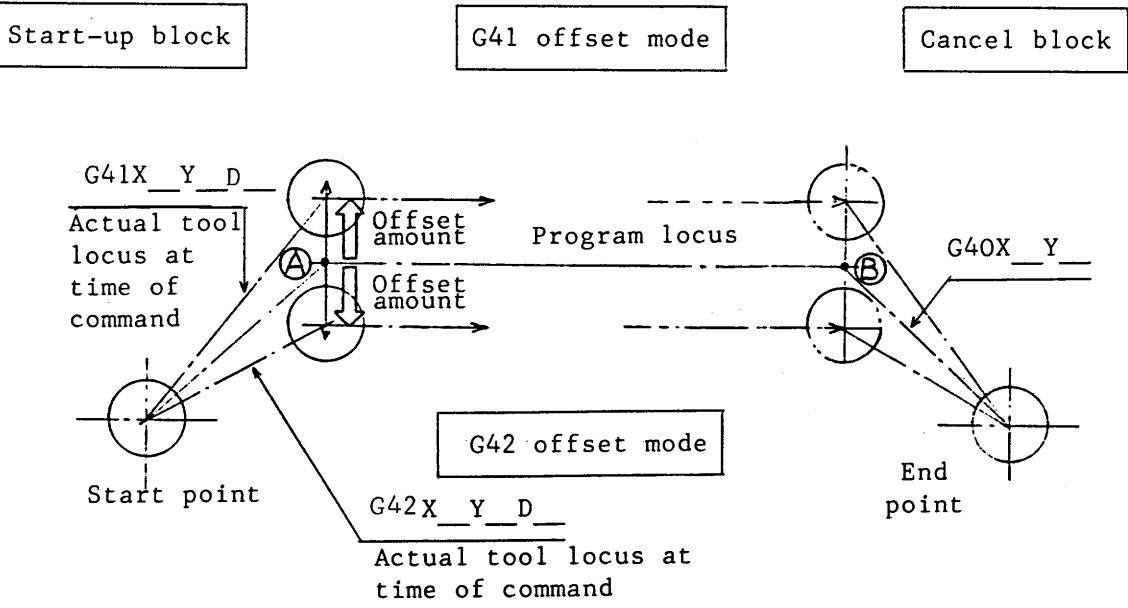 Start-up block
G41 offset mode
Cancel block
G41X__Y__D__
Actual tool
locus at
time of
command
A
Offset
amount
Offset
amount
Program locus
B
G40X__Y__
Start point
G42 offset mode
G42X__Y__D__
Actual tool locus at
time of command
End
point